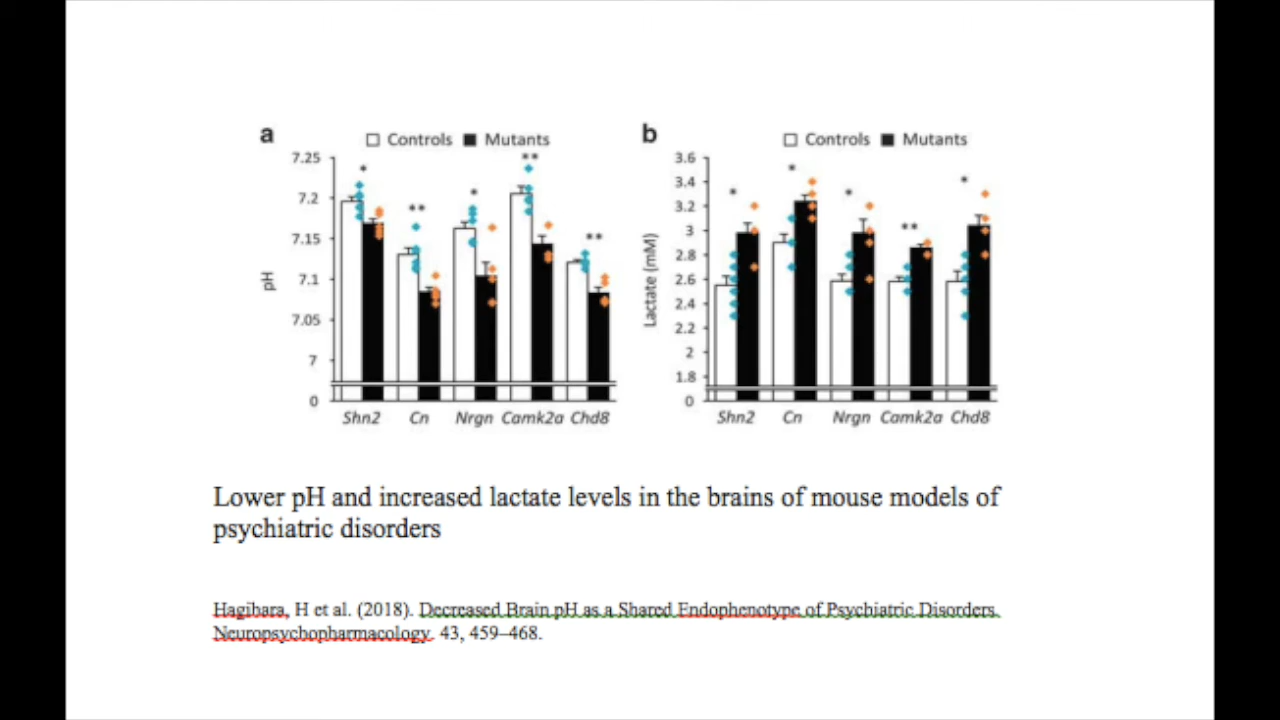 a
Controls Mutants
7.25
7.2
7.15
7.1
7.05
7
0
pH
* ** * ** **
Shn2 Cn Nrgn Camk2a Chd8
b
Controls Mutants
3.6
3.4
3.2
3
2.8
2.6
2.4
2.2
2
1.8
0
Lactate (mM)
* * * ** *
Shn2 Cn Nrgn Camk2a Chd8
Lower pH and increased lactate levels in the brains of mouse models of
psychiatric disorders
Hagihara, H et al. (2018). Decreased Brain pH as a Shared Endophenotype of Psychiatric Disorders.
Neuropsychopharmacology. 43, 459–468.